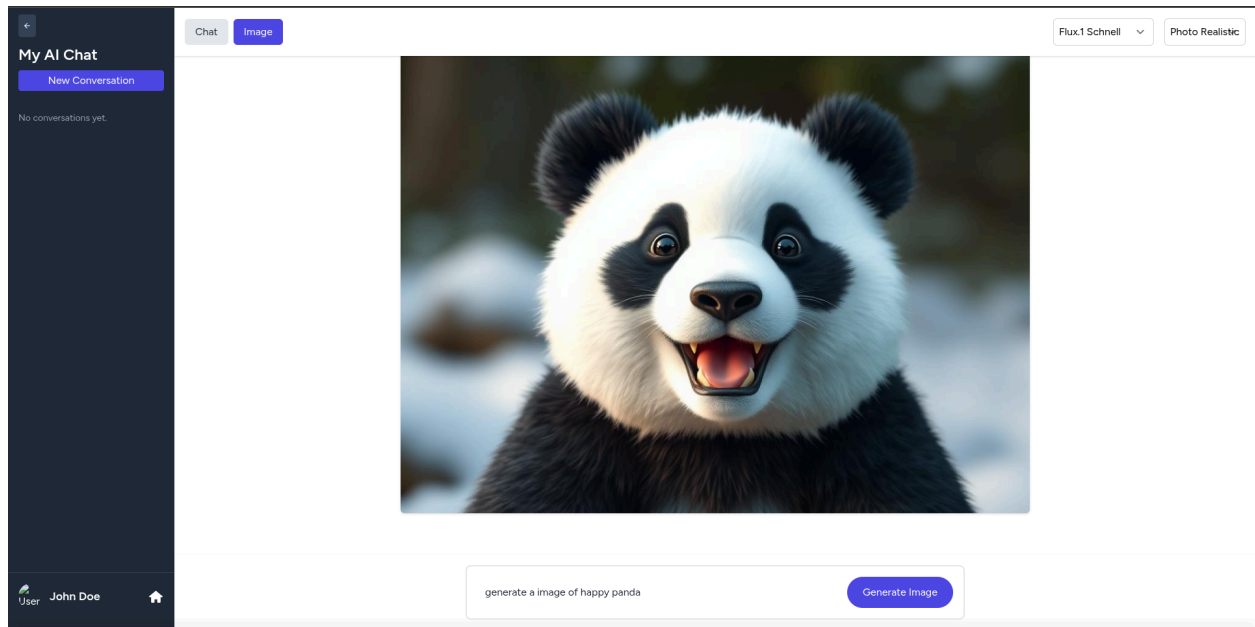 My AI Chat
New Conversation
No conversations yet.
User
John Doe
Chat
Image
Flux.1 Schnell
Photo Realistic
generate a image of happy panda
Generate Image